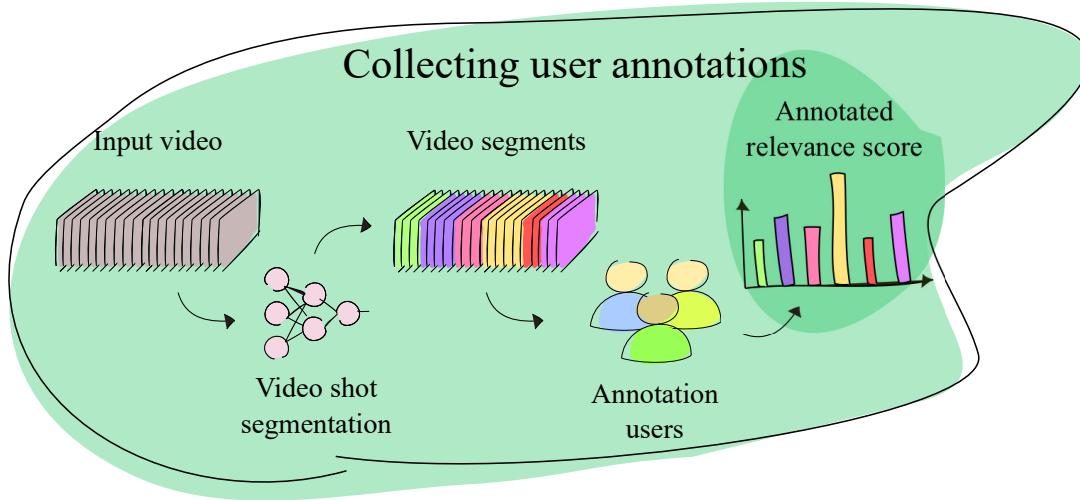 Collecting user annotations
Input video
Video segments
Annotated
relevance score
Video shot
segmentation
Annotation
users